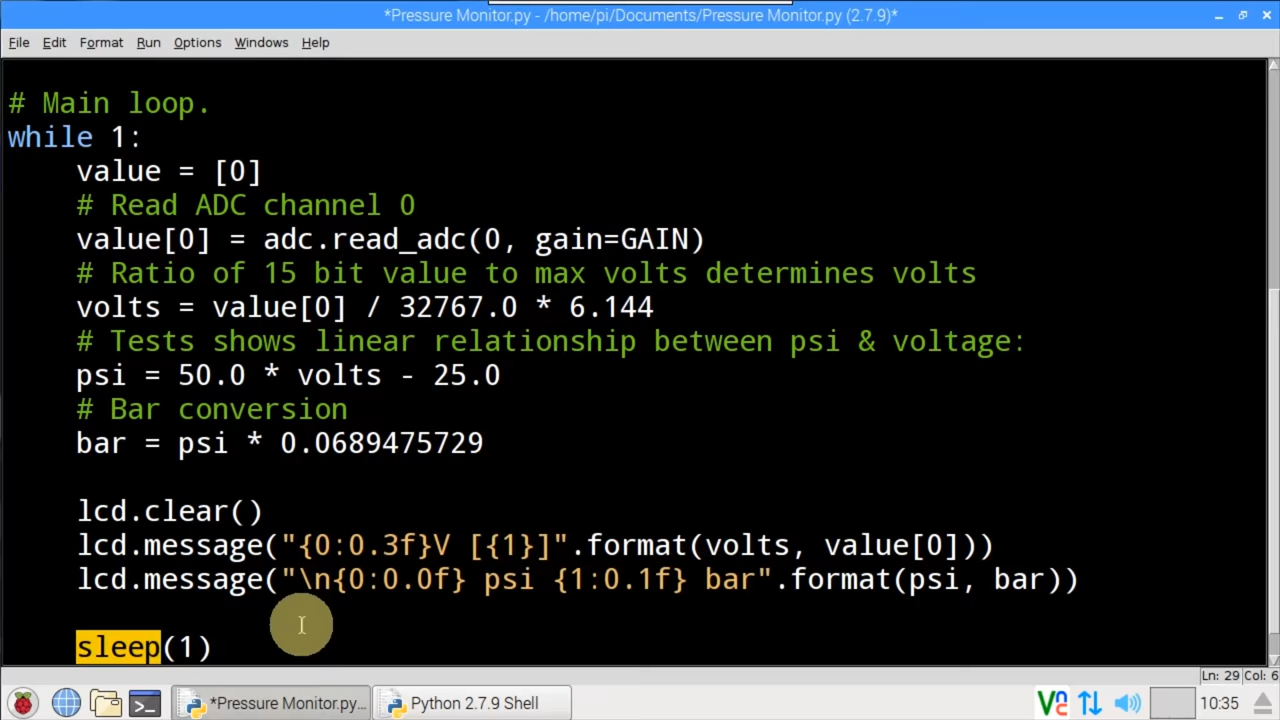 *Pressure Monitor.py - /home/pi/Documents/Pressure Monitor.py (2.7.9)*
File Edit Format Run Options Windows Help
# Main loop.
while 1:
    value = [0]
    # Read ADC channel 0
    value[0] = adc.read_adc(0, gain=GAIN)
    # Ratio of 15 bit value to max volts determines volts
    volts = value[0] / 32767.0 * 6.144
    # Tests shows linear relationship between psi & voltage:
    psi = 50.0 * volts - 25.0
    # Bar conversion
    bar = psi * 0.0689475729
    lcd.clear()
    lcd.message("{0:0.3f}V [{1}]".format(volts, value[0]))
    lcd.message("\n{0:0.0f} psi {1:0.1f} bar".format(psi, bar))
    sleep(1)
Ln: 29 Col: 6
*Pressure Monitor.py... Python 2.7.9 Shell VNC 10:35